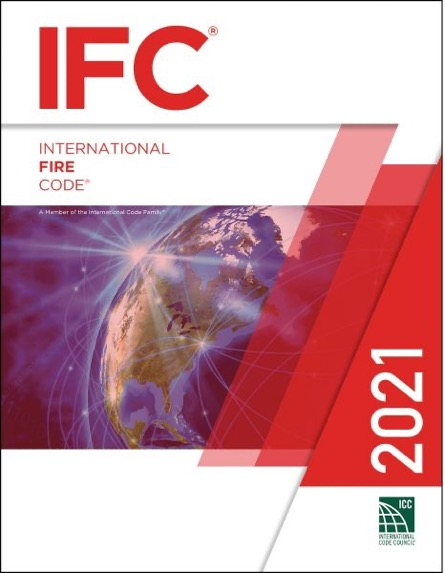 IFC®
INTERNATIONAL
FIRE
CODE®
A Member of the International Code Family®
2021
ICC
INTERNATIONAL
CODE COUNCIL®